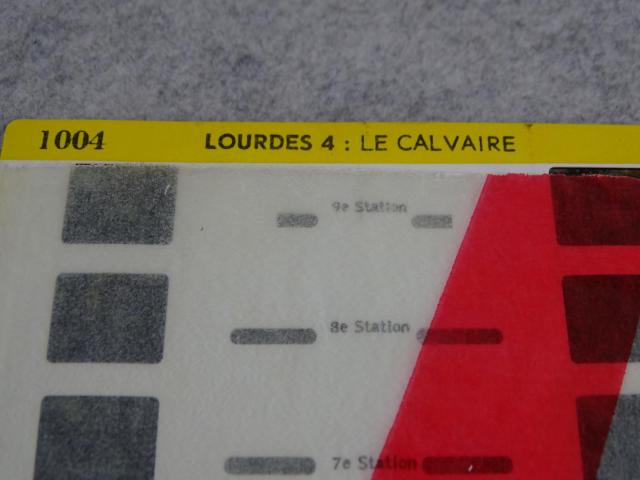 1004 LOURDES 4 : LE CALVAIRE
9e Station
8e Station
7e Station